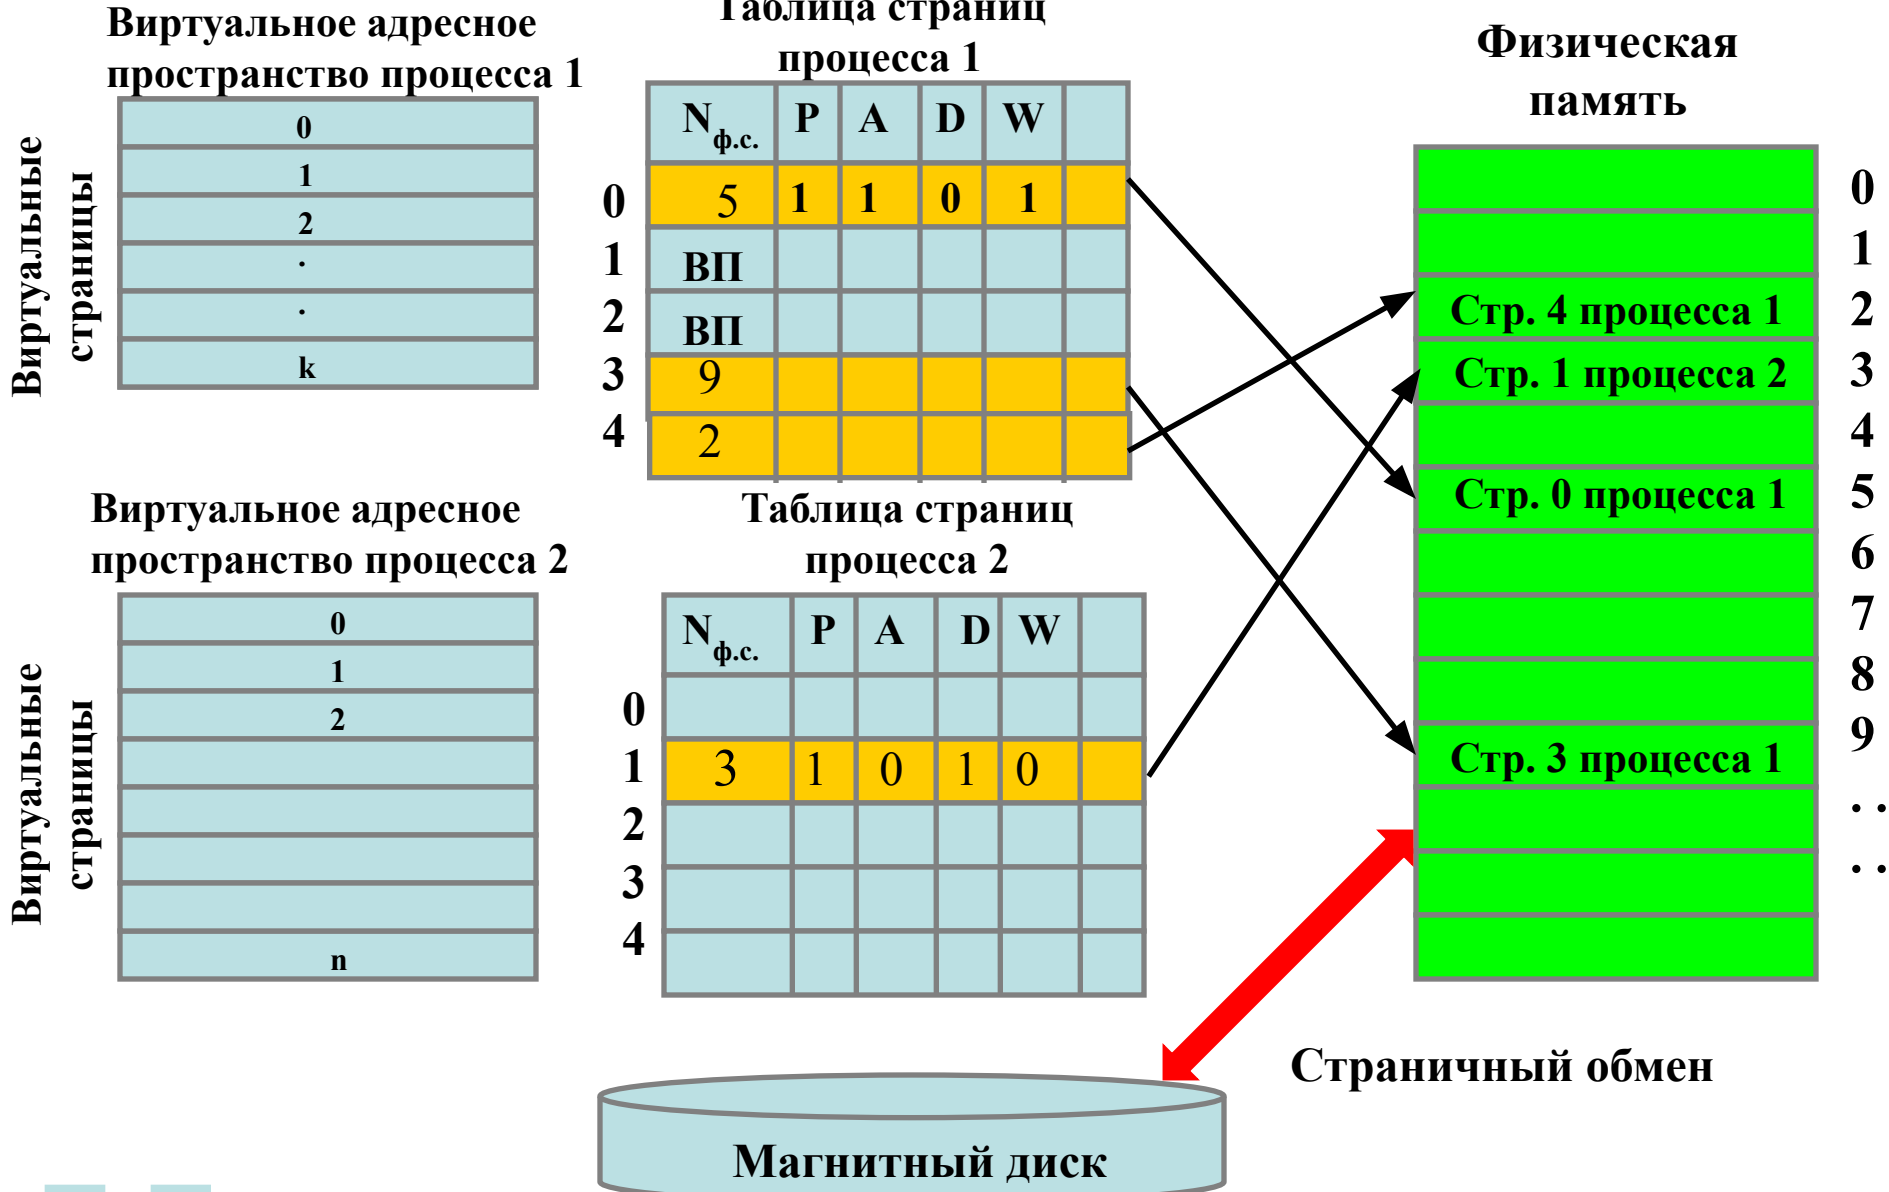 Виртуальное адресное
пространство процесса 1
Виртуальные
страницы
0
1
2
.
.
k
Таблица страниц
процесса 1
Nф.с. P A D W
0 5 1 1 0 1
1 ВП
2 ВП
3 9
4 2
Физическая
память
0
1
Стр. 4 процесса 1 2
Стр. 1 процесса 2 3
4
Стр. 0 процесса 1 5
6
7
8
Стр. 3 процесса 1 9
. .
. .
Виртуальное адресное
пространство процесса 2
Виртуальные
страницы
0
1
2
n
Таблица страниц
процесса 2
Nф.с. P A D W
0
1 3 1 0 1 0
2
3
4
Страничный обмен
Магнитный диск